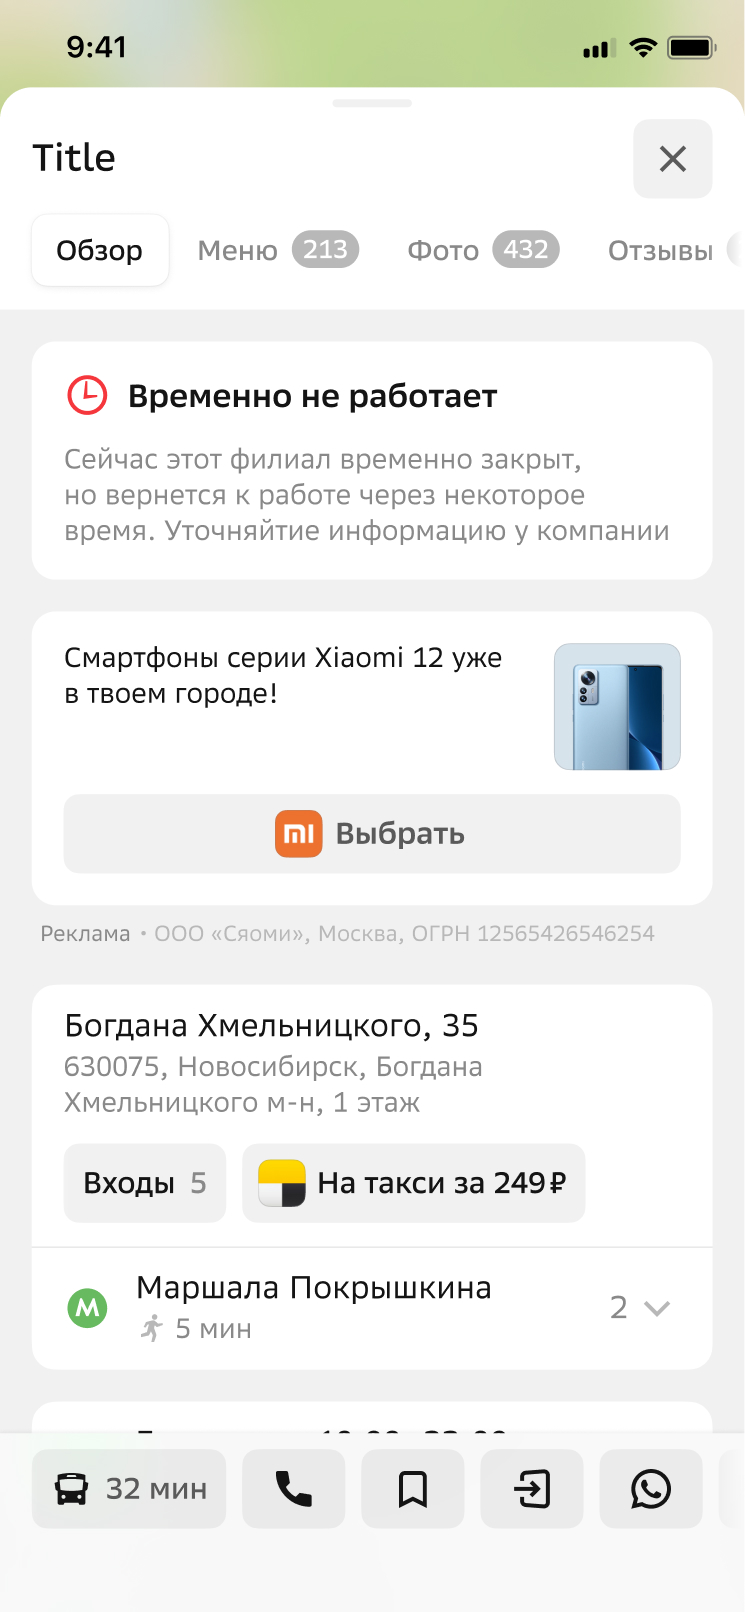 9:41
Title
Обзор Меню 213 Фото 432 Отзывы
Временно не работает
Сейчас этот филиал временно закрыт,
но вернется к работе через некоторое
время. Уточняйтие информацию у компании
Смартфоны серии Xiaomi 12 уже
в твоем городе!
Выбрать
Реклама • ООО «Сяоми», Москва, ОГРН 12565426546254
Богдана Хмельницкого, 35
630075, Новосибирск, Богдана
Хмельницкого м-н, 1 этаж
Входы 5 На такси за 249 ₽
Маршала Покрышкина 2
5 мин
32 мин